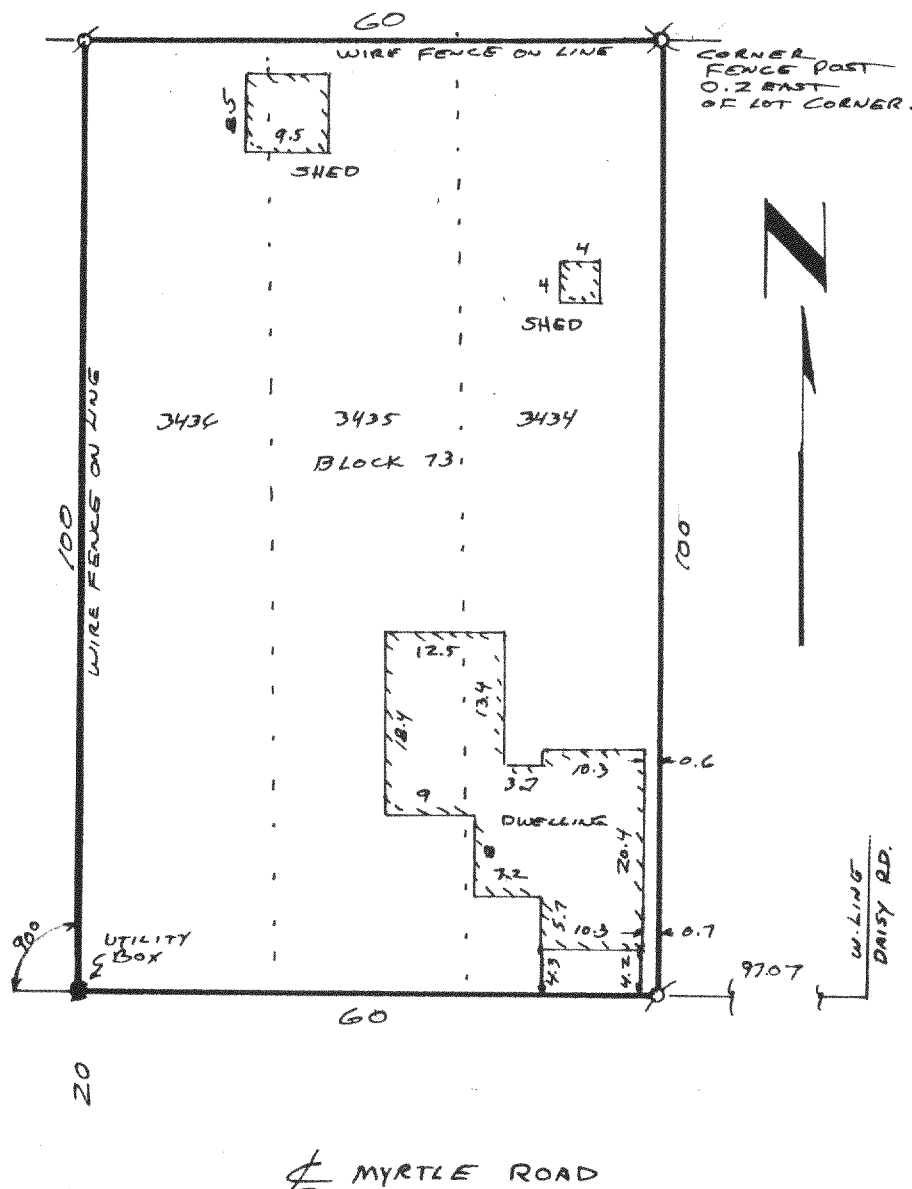 60
WIRE FENCE ON LINE
CORNER
FENCE POST
0.2 EAST
OF LOT CORNER.
8.5
9.5
SHED
N
4
4
SHED
WIRE FENCE ON LINE
3436
3435
3434
BLOCK 73
100
100
12.5
13.4
18.4
3.2
10.3
0.6
9
DWELLING
8
7.2
20.4
5.7
10.3
0.7
W. LINE
DAISY RD.
900
UTILITY
BOX
4.3
4.2
97.07
60
20
℄ MYRTLE ROAD